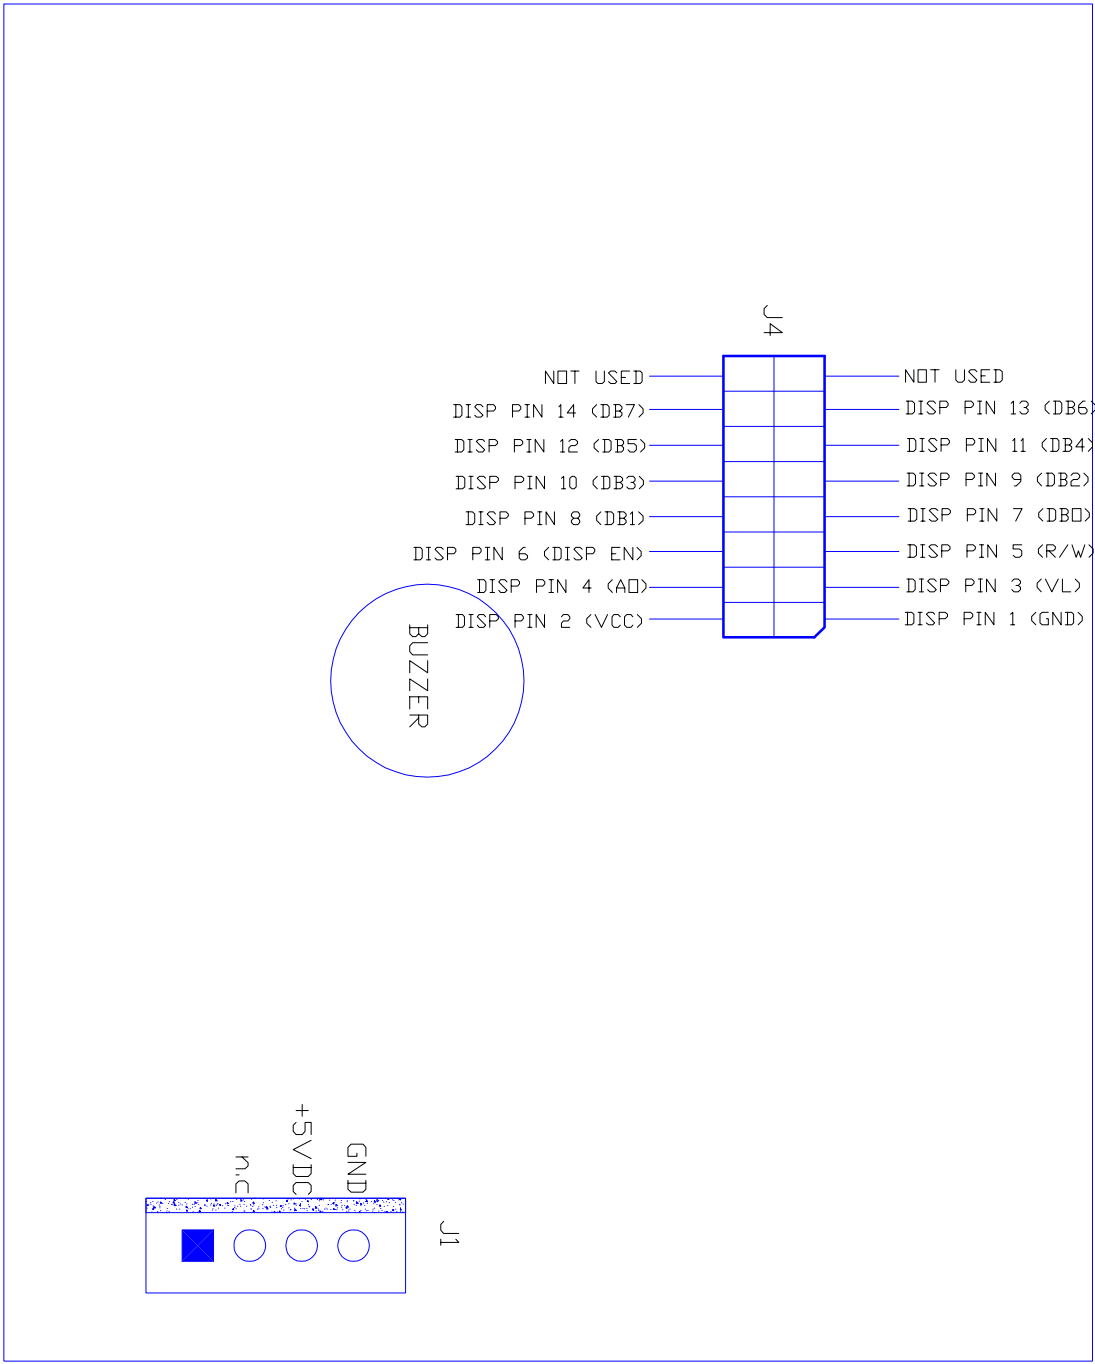 J4
NOT USED
NOT USED
DISP PIN 14 (DB7)
DISP PIN 13 (DB6)
DISP PIN 12 (DB5)
DISP PIN 11 (DB4)
DISP PIN 10 (DB3)
DISP PIN 9 (DB2)
DISP PIN 8 (DB1)
DISP PIN 7 (DB0)
DISP PIN 6 (DISP EN)
DISP PIN 5 (R/W)
DISP PIN 4 (A0)
DISP PIN 3 (VL)
DISP PIN 2 (VCC)
DISP PIN 1 (GND)
BUZZER
n.c
+5VDC
GND
J1